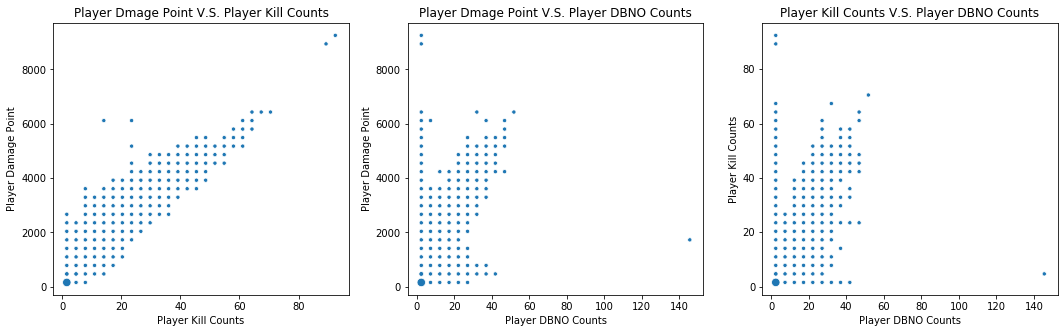 Player Dmage Point V.S. Player Kill Counts
Player Damage Point
8000
6000
4000
2000
0
0 20 40 60 80
Player Kill Counts
Player Dmage Point V.S. Player DBNO Counts
Player Damage Point
8000
6000
4000
2000
0
0 20 40 60 80 100 120 140
Player DBNO Counts
Player Kill Counts V.S. Player DBNO Counts
Player Kill Counts
80
60
40
20
0
0 20 40 60 80 100 120 140
Player DBNO Counts